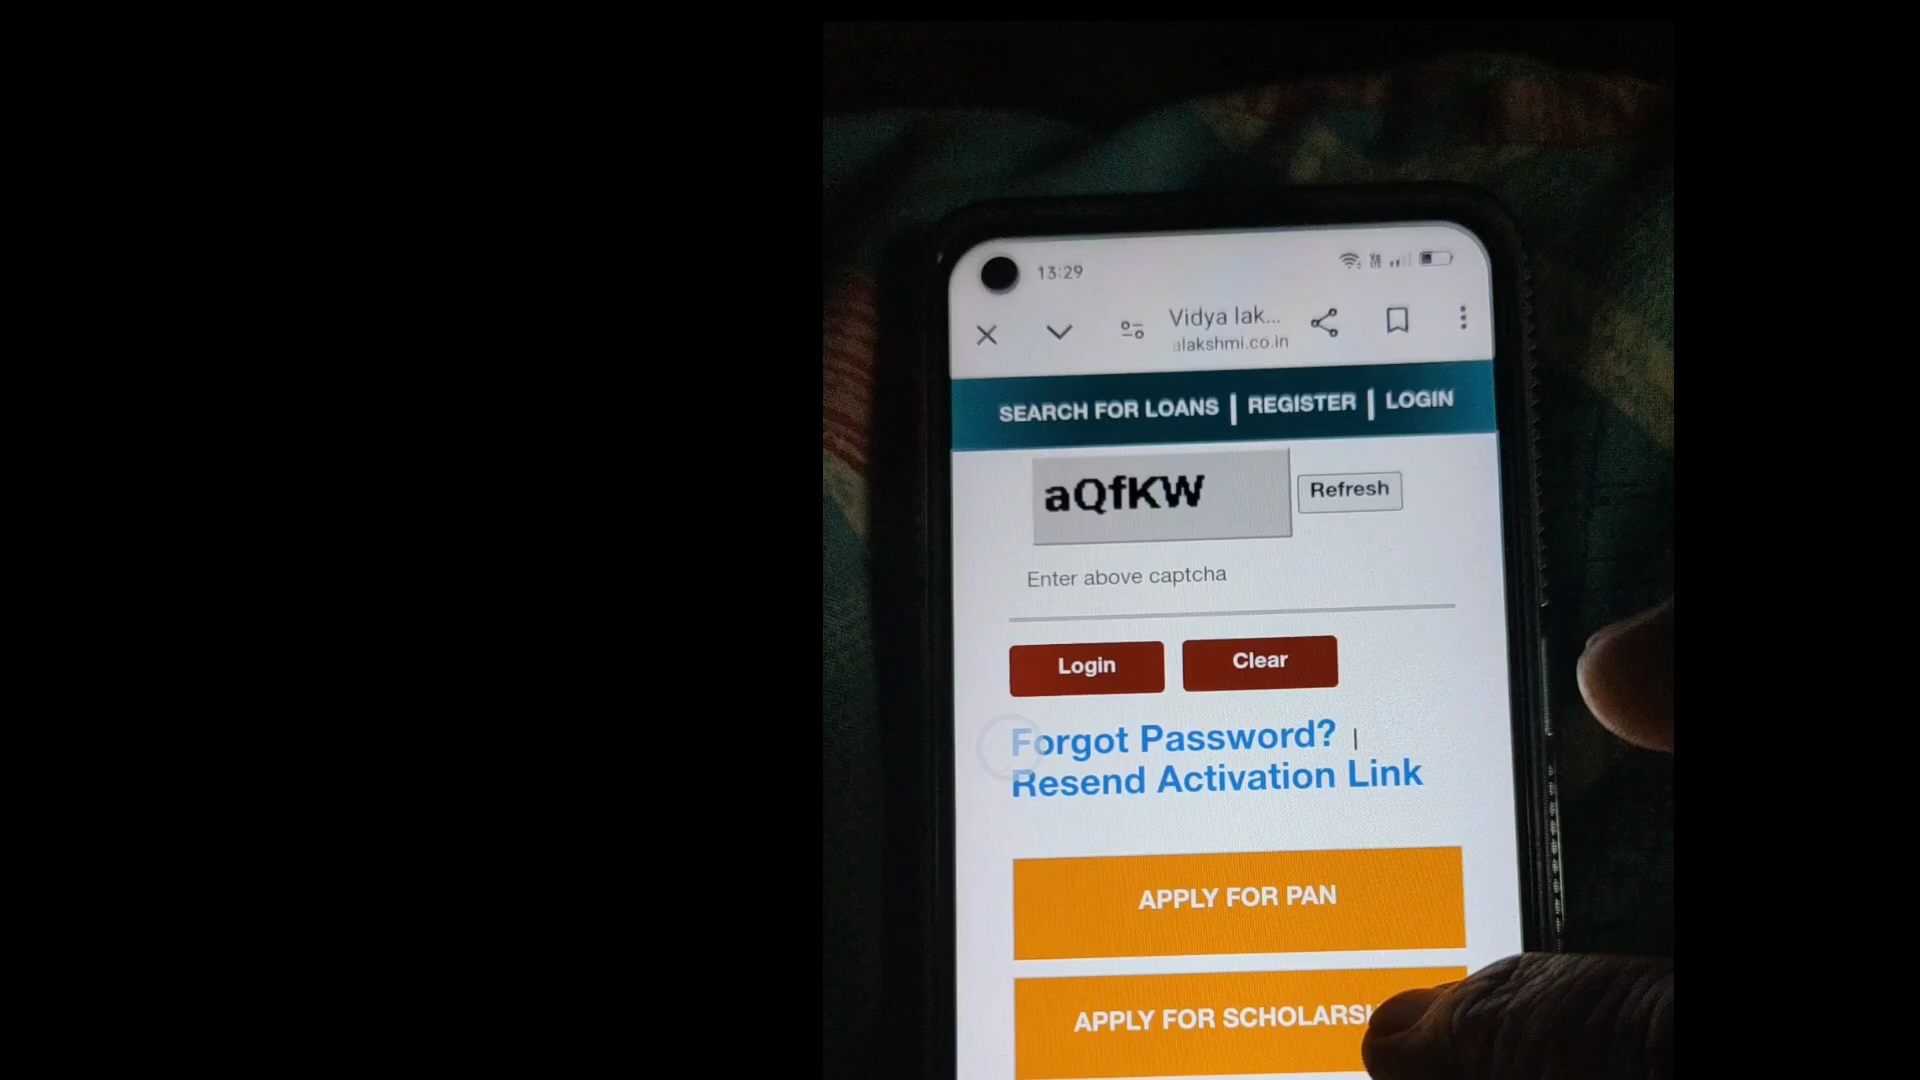 13:29
Vidya lak...
alakshmi.co.in
SEARCH FOR LOANS | REGISTER | LOGIN
aQfKW
Refresh
Enter above captcha
Login
Clear
Forgot Password? |
Resend Activation Link
APPLY FOR PAN
APPLY FOR